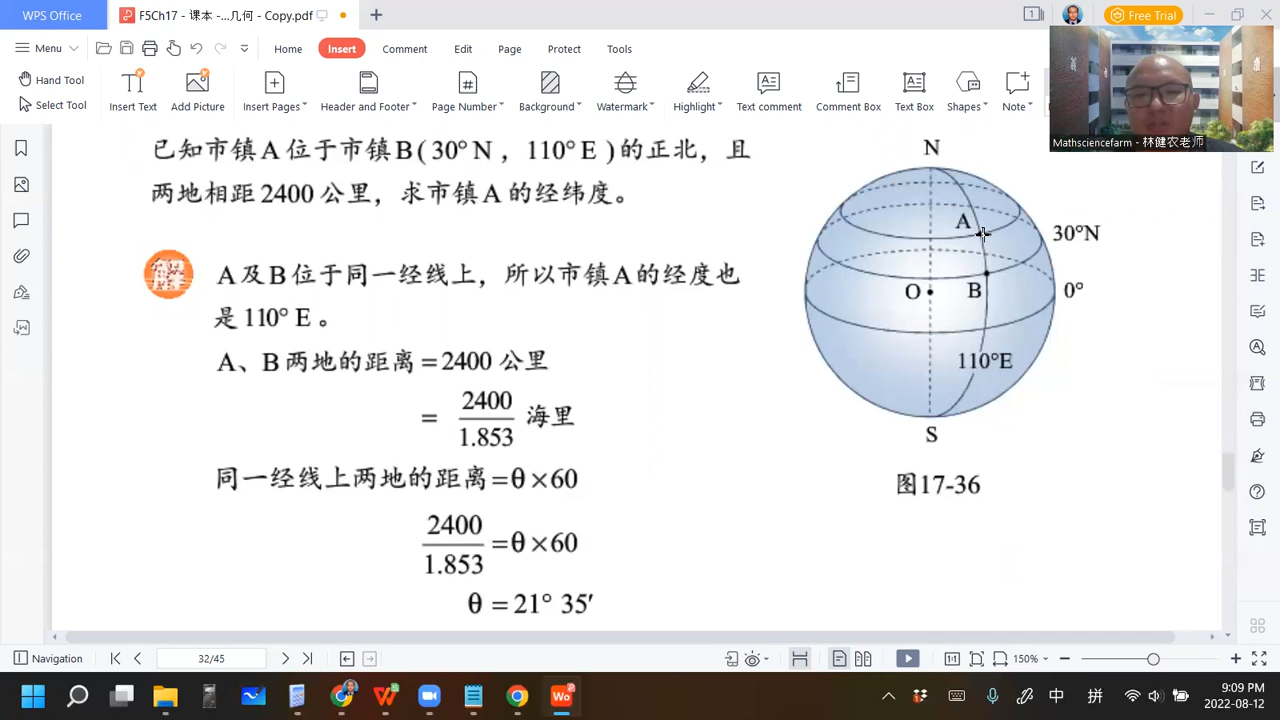 WPS Office
F5Ch17 - 课本 -...几何 - Copy.pdf
1
Free Trial
Menu
Home
Insert
Comment
Edit
Page
Protect
Tools
Hand Tool
Select Tool
Insert Text
Add Picture
Insert Pages
Header and Footer
Page Number
Background
Watermark
Highlight
Text comment
Comment Box
Text Box
Shapes
Note
Mathsciencefarm - 林健农老师
已知市镇A位于市镇B(30°N，110°E)的正北，且
两地相距2400公里，求市镇A的经纬度。
A及B位于同一经线上，所以市镇A的经度也
是110°E。
A、B两地的距离=2400公里
= 2400/1.853 海里
同一经线上两地的距离=θ×60
2400/1.853 =θ×60
θ = 21° 35′
N
A
30°N
O
B
0°
110°E
S
图17-36
Navigation
32/45
1:1
150%
Wo
中
拼
9:09 PM
2022-08-12